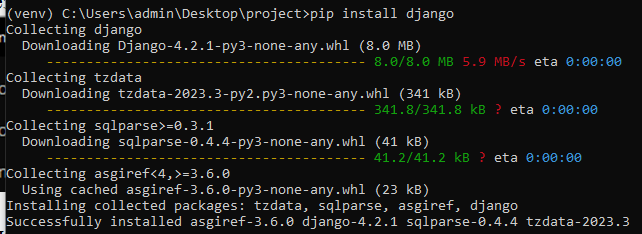 (venv) C:\Users\admin\Desktop\project>pip install django
Collecting django
  Downloading Django-4.2.1-py3-none-any.whl (8.0 MB)
     ---------------------------------------- 8.0/8.0 MB 5.9 MB/s eta 0:00:00
Collecting tzdata
  Downloading tzdata-2023.3-py2.py3-none-any.whl (341 kB)
     ---------------------------------------- 341.8/341.8 kB ? eta 0:00:00
Collecting sqlparse>=0.3.1
  Downloading sqlparse-0.4.4-py3-none-any.whl (41 kB)
     ---------------------------------------- 41.2/41.2 kB ? eta 0:00:00
Collecting asgiref<4,>=3.6.0
  Using cached asgiref-3.6.0-py3-none-any.whl (23 kB)
Installing collected packages: tzdata, sqlparse, asgiref, django
Successfully installed asgiref-3.6.0 django-4.2.1 sqlparse-0.4.4 tzdata-2023.3